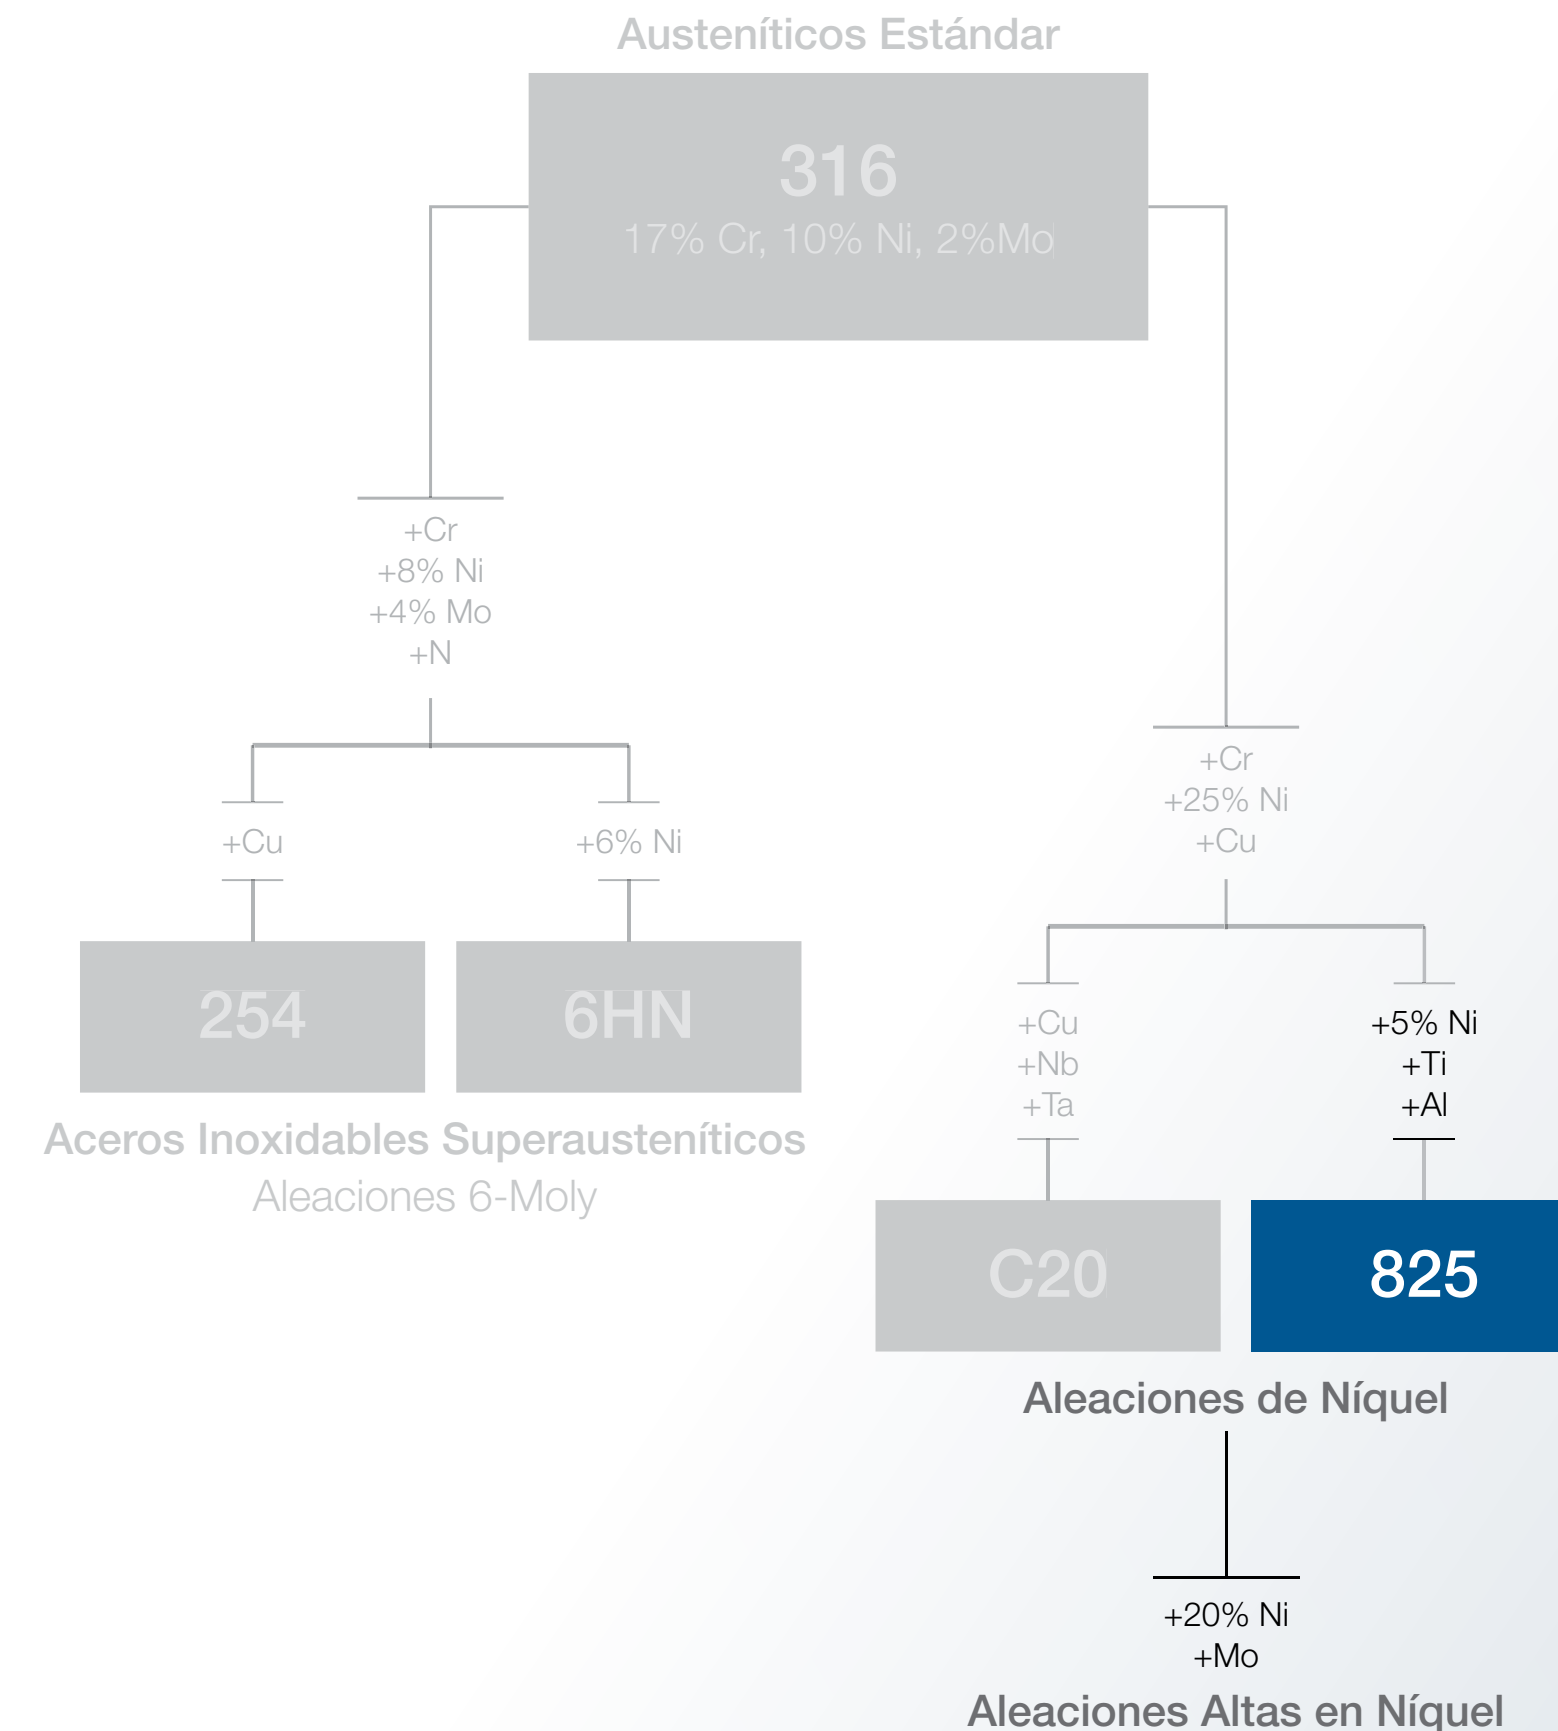 Austeníticos Estándar
316
17% Cr, 10% Ni, 2%Mo
+Cr
+8% Ni
+4% Mo
+N
+Cu
+6% Ni
254
6HN
Aceros Inoxidables Superausteníticos
Aleaciones 6-Moly
+Cr
+25% Ni
+Cu
+Cu
+Nb
+Ta
+5% Ni
+Ti
+Al
C20
825
Aleaciones de Níquel
+20% Ni
+Mo
Aleaciones Altas en Níquel